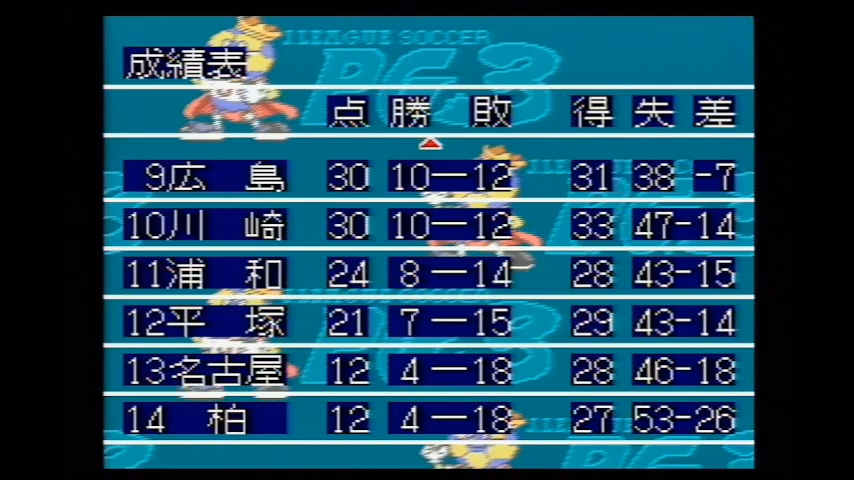 J.LEAGUE SOCCER
成績表
点 勝 敗 得 失 差
9広 島 30 10—12 31 38 -7
10川 崎 30 10—12 33 47-14
11浦 和 24 8—14 28 43-15
12平 塚 21 7—15 29 43-14
13名古屋 12 4—18 28 46-18
14 柏 12 4—18 27 53-26